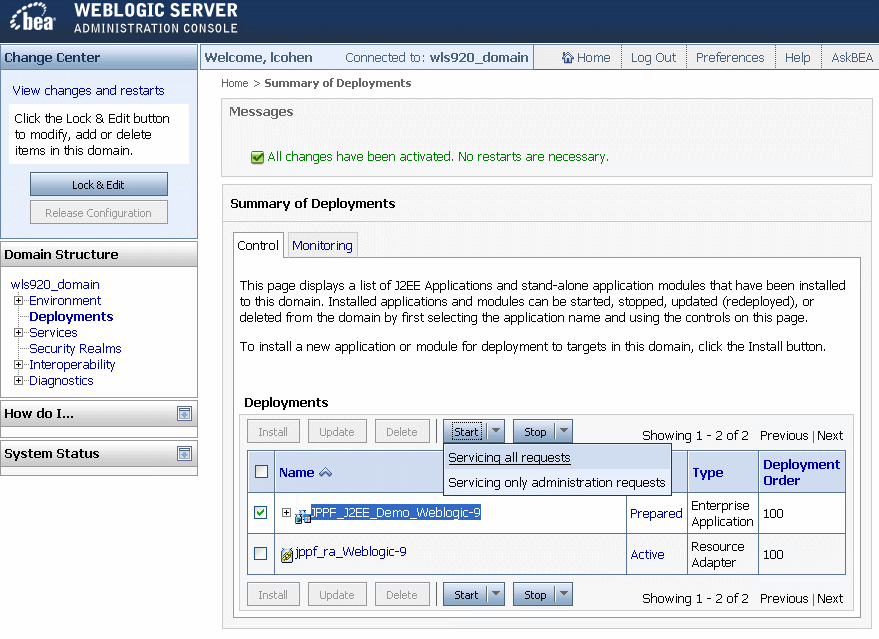 bea WEBLOGIC SERVER
ADMINISTRATION CONSOLE
Change Center
View changes and restarts
Click the Lock & Edit button
to modify, add or delete
items in this domain.
Lock & Edit
Release Configuration
Domain Structure
wls920_domain
Environment
Deployments
Services
Security Realms
Interoperability
Diagnostics
How do I...
System Status
Welcome, lcohen Connected to: wls920_domain Home Log Out Preferences Help AskBEA
Home > Summary of Deployments
Messages
All changes have been activated. No restarts are necessary.
Summary of Deployments
Control Monitoring
This page displays a list of J2EE Applications and stand-alone application modules that have been installed
to this domain. Installed applications and modules can be started, stopped, updated (redeployed), or
deleted from the domain by first selecting the application name and using the controls on this page.
To install a new application or module for deployment to targets in this domain, click the Install button.
Deployments
Install Update Delete Start Stop Showing 1 - 2 of 2 Previous | Next
Servicing all requests
Servicing only administration requests
Name Type Deployment
Order
JPPF_J2EE_Demo_Weblogic-9 Prepared Enterprise
Application 100
jppf_ra_Weblogic-9 Active Resource
Adapter 100
Install Update Delete Start Stop Showing 1 - 2 of 2 Previous | Next